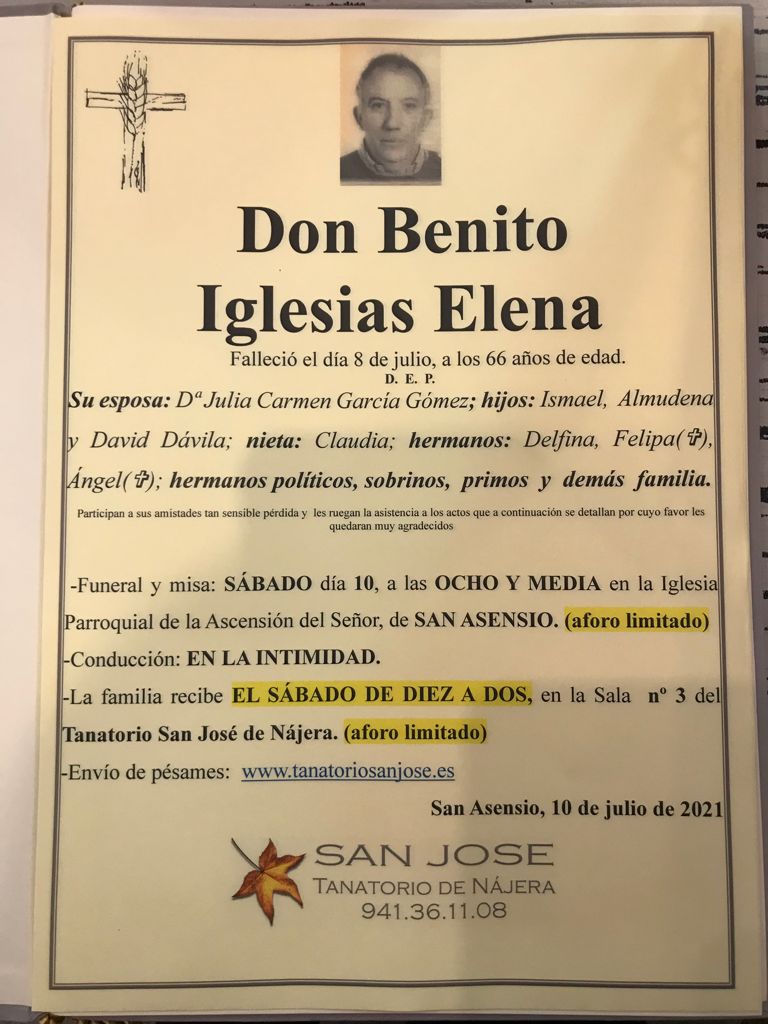 Don Benito
Iglesias Elena
Falleció el día 8 de julio, a los 66 años de edad.
D. E. P.
Su esposa: Dª Julia Carmen García Gómez; hijos: Ismael, Almudena
y David Dávila; nieta: Claudia; hermanos: Delfina, Felipa(✞),
Ángel(✞); hermanos políticos, sobrinos, primos y demás familia.
Participan a sus amistades tan sensible pérdida y les ruegan la asistencia a los actos que a continuación se detallan por cuyo favor les
quedaran muy agradecidos
-Funeral y misa: SÁBADO día 10, a las OCHO Y MEDIA en la Iglesia
Parroquial de la Ascensión del Señor, de SAN ASENSIO. (aforo limitado)
-Conducción: EN LA INTIMIDAD.
-La familia recibe EL SÁBADO DE DIEZ A DOS, en la Sala nº 3 del
Tanatorio San José de Nájera. (aforo limitado)
-Envío de pésames: www.tanatoriosanjose.es
San Asensio, 10 de julio de 2021
SAN JOSE
TANATORIO DE NÁJERA
941.36.11.08